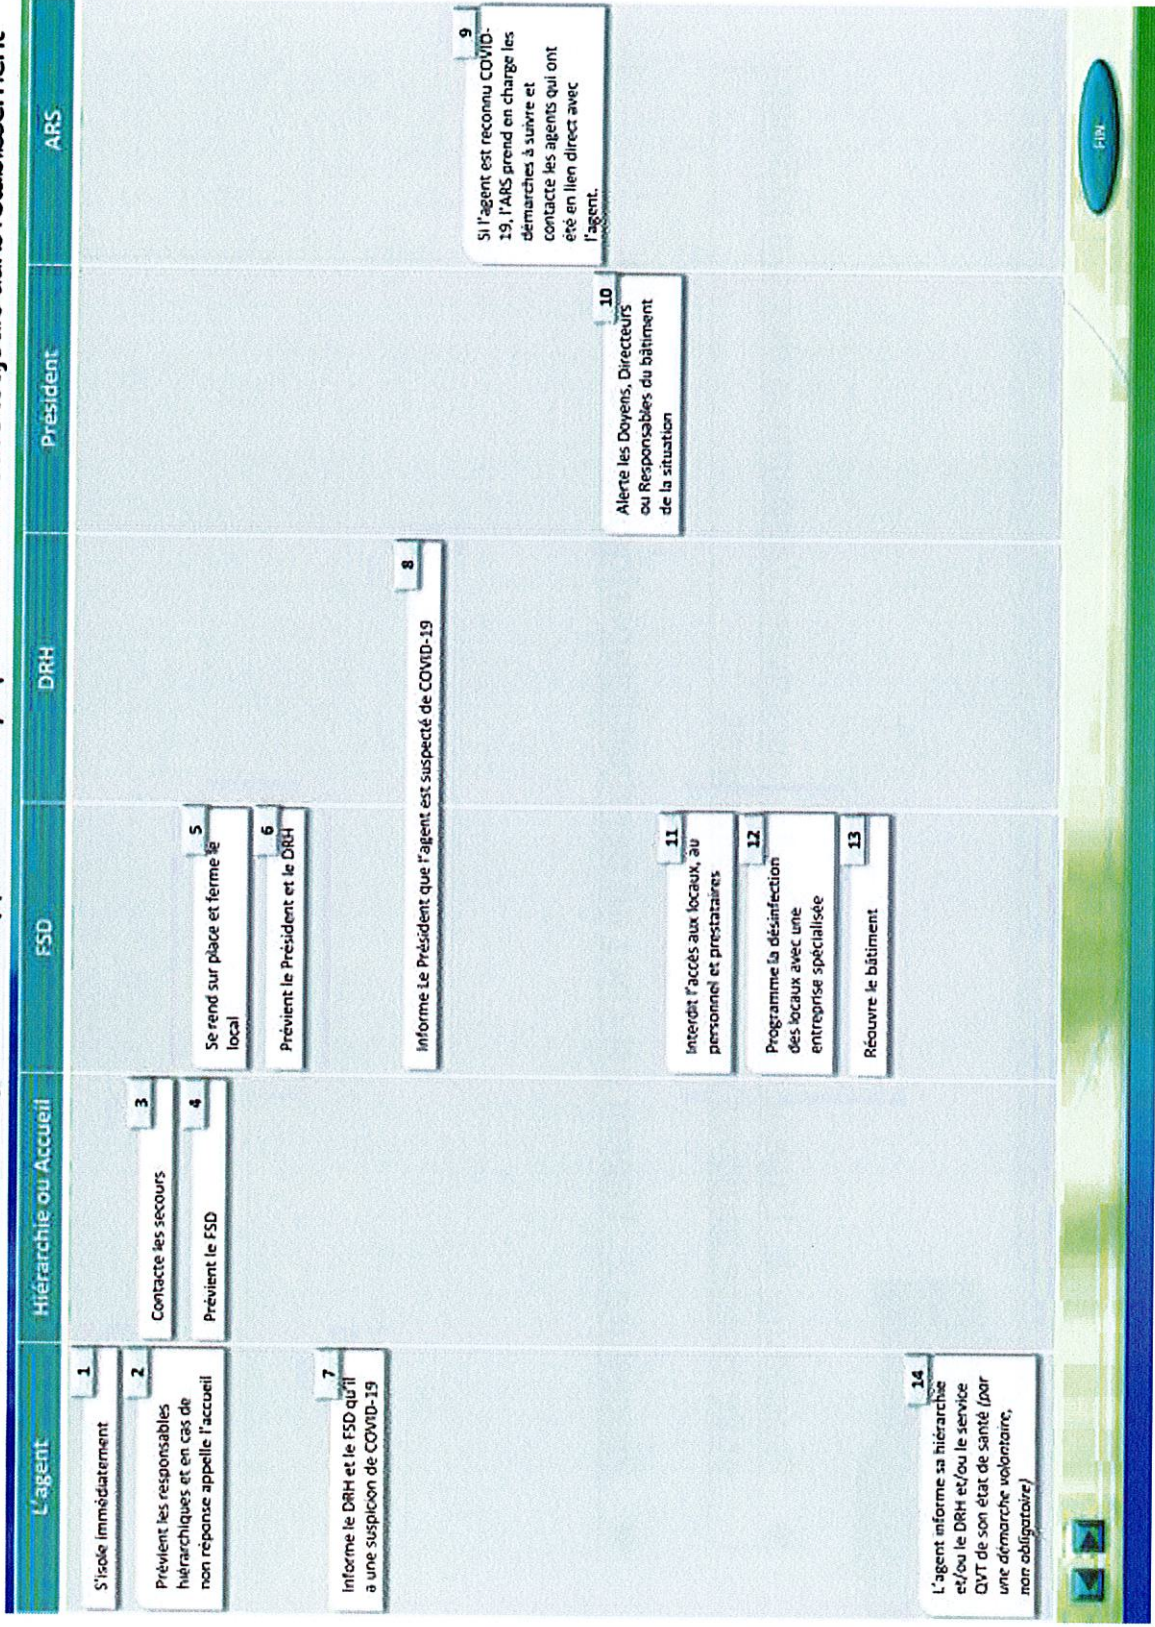 L'agent
Hiérarchie ou Accueil
FSD
DRH
Président
ARS
1
S'isole immédiatement
2
Prévient les responsables
hiérarchiques et en cas de
non réponse appelle l'accueil
3
Contacte les secours
4
Prévient le FSD
5
Se rend sur place et ferme le
local
6
Prévient le Président et le DRH
7
Informe le DRH et le FSD qu'il
a une suspicion de COVID-19
8
Informe Le Président que l'agent est suspecté de COVID-19
9
Si l'agent est reconnu COVID-
19, l'ARS prend en charge les
démarches à suivre et
contacte les agents qui ont
été en lien direct avec
l'agent.
10
Alerte les Doyens, Directeurs
ou Responsables du bâtiment
de la situation
11
Interdit l'accès aux locaux, au
personnel et prestataires
12
Programme la désinfection
des locaux avec une
entreprise spécialisée
13
Réouvre le bâtiment
14
L'agent informe sa hiérarchie
et/ou le DRH et/ou le service
QVT de son état de santé (par
une démarche volontaire,
non obligatoire)
FIN